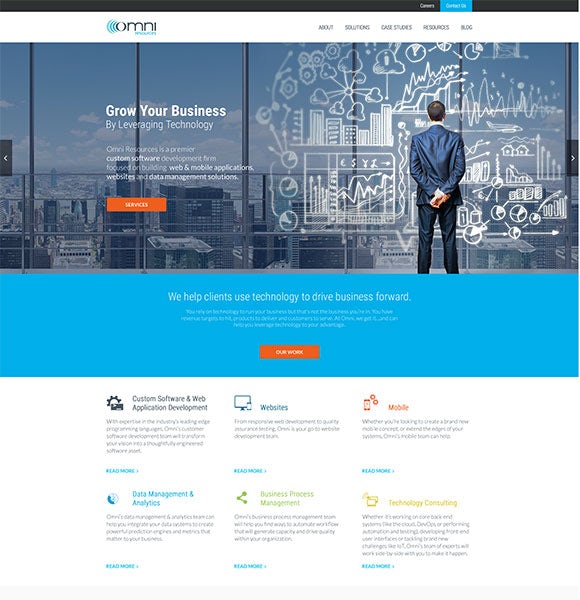 Careers Contact Us
Omni
RESOURCES
ABOUT SOLUTIONS CASE STUDIES RESOURCES BLOG
Grow Your Business
By Leveraging Technology
Omni Resources is a premier
custom software development firm
focused on building web & mobile applications,
websites and data management solutions.
SERVICES
We help clients use technology to drive business forward.
You rely on technology to run your business but that's not the business you're in. You have
revenue targets to hit, products to deliver and customers to serve. At Omni, we get it...and can
help you leverage technology to your advantage.
OUR WORK
Custom Software & Web
Application Development
With expertise in the industry's leading edge
programming languages, Omni's customer
software development team will transform
your vision into a thoughtfully engineered
software asset.
READ MORE >
Websites
From responsive web development to quality
assurance testing, Omni is your go to website
development team.
READ MORE >
Mobile
Whether you're looking to create a brand new
mobile concept, or extend the edges of your
systems, Omni's mobile team can help.
READ MORE >
Data Management &
Analytics
Omni's data management & analytics team can
help you integrate your data systems to create
powerful prediction engines and metrics that
matter to your business.
READ MORE >
Business Process
Management
Omni's business process management team
will help you find ways to automate workflow
that will generate capacity and drive quality
within your organization.
READ MORE >
Technology Consulting
Whether it's working on core back end
systems (like the cloud, DevOps or performing
automation and testing), developing front-end
user interfaces or tackling brand new
challenges like IoT, Omni's team of experts will
work side-by-side with you to make it happen.
READ MORE >